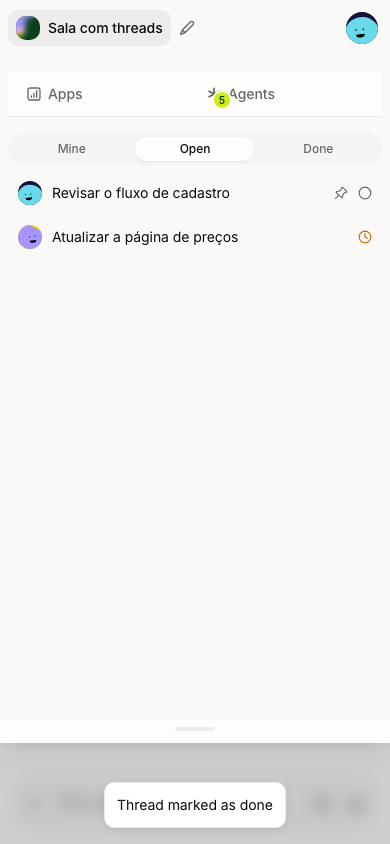 Sala com threads
Apps
5
Agents
Mine
Open
Done
Revisar o fluxo de cadastro
Atualizar a página de preços
Thread marked as done